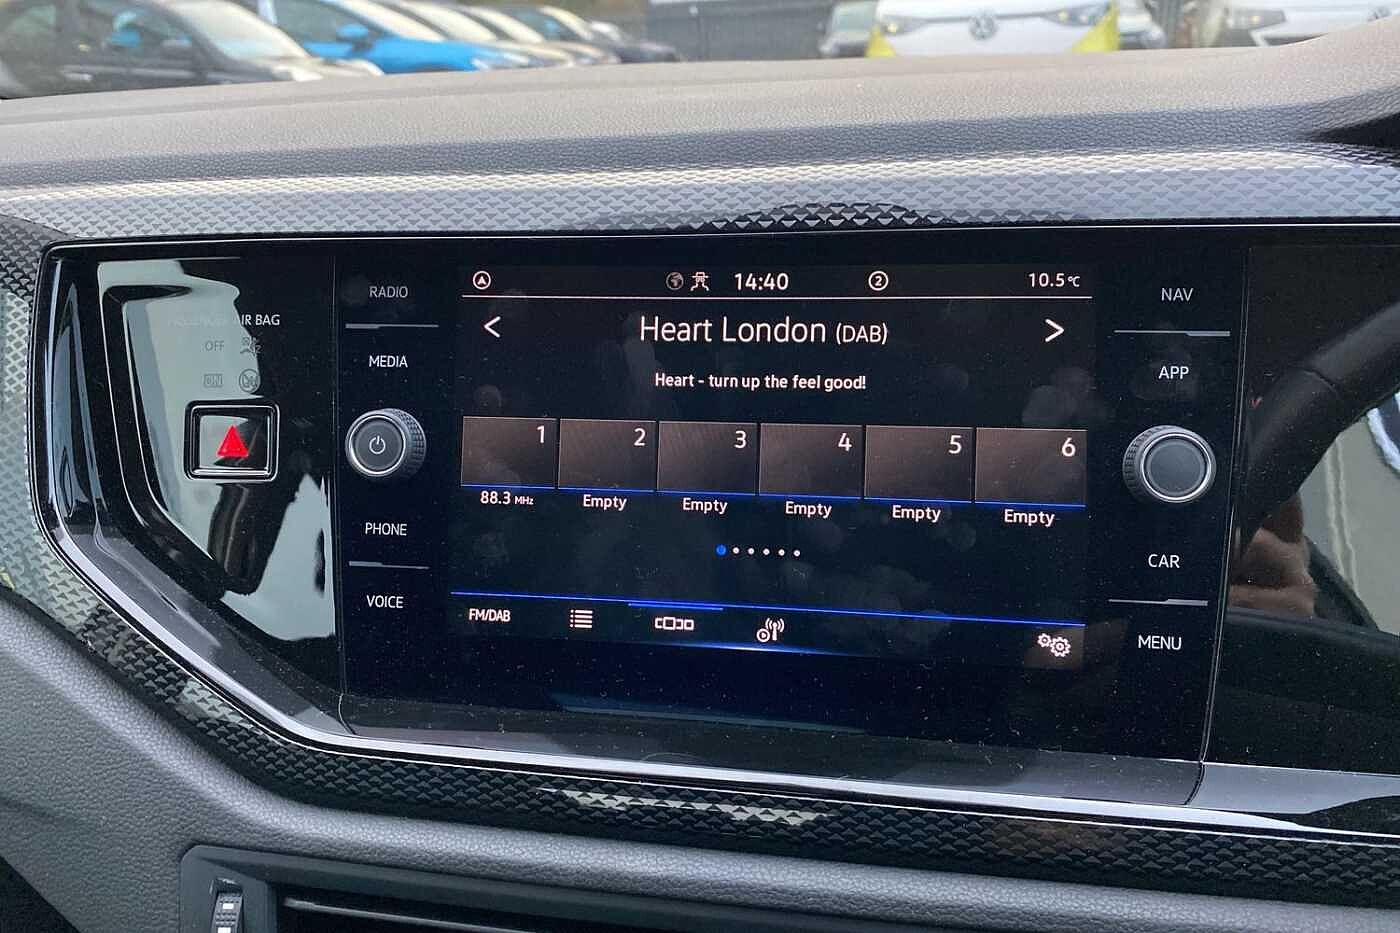 RADIO
MEDIA
PHONE
VOICE
AIR BAG
OFF
ON
14:40
2
10.5°C
Heart London (DAB)
Heart - turn up the feel good!
1 2 3 4 5 6
88.3 MHz Empty Empty Empty Empty Empty
FM/DAB
NAV
APP
CAR
MENU